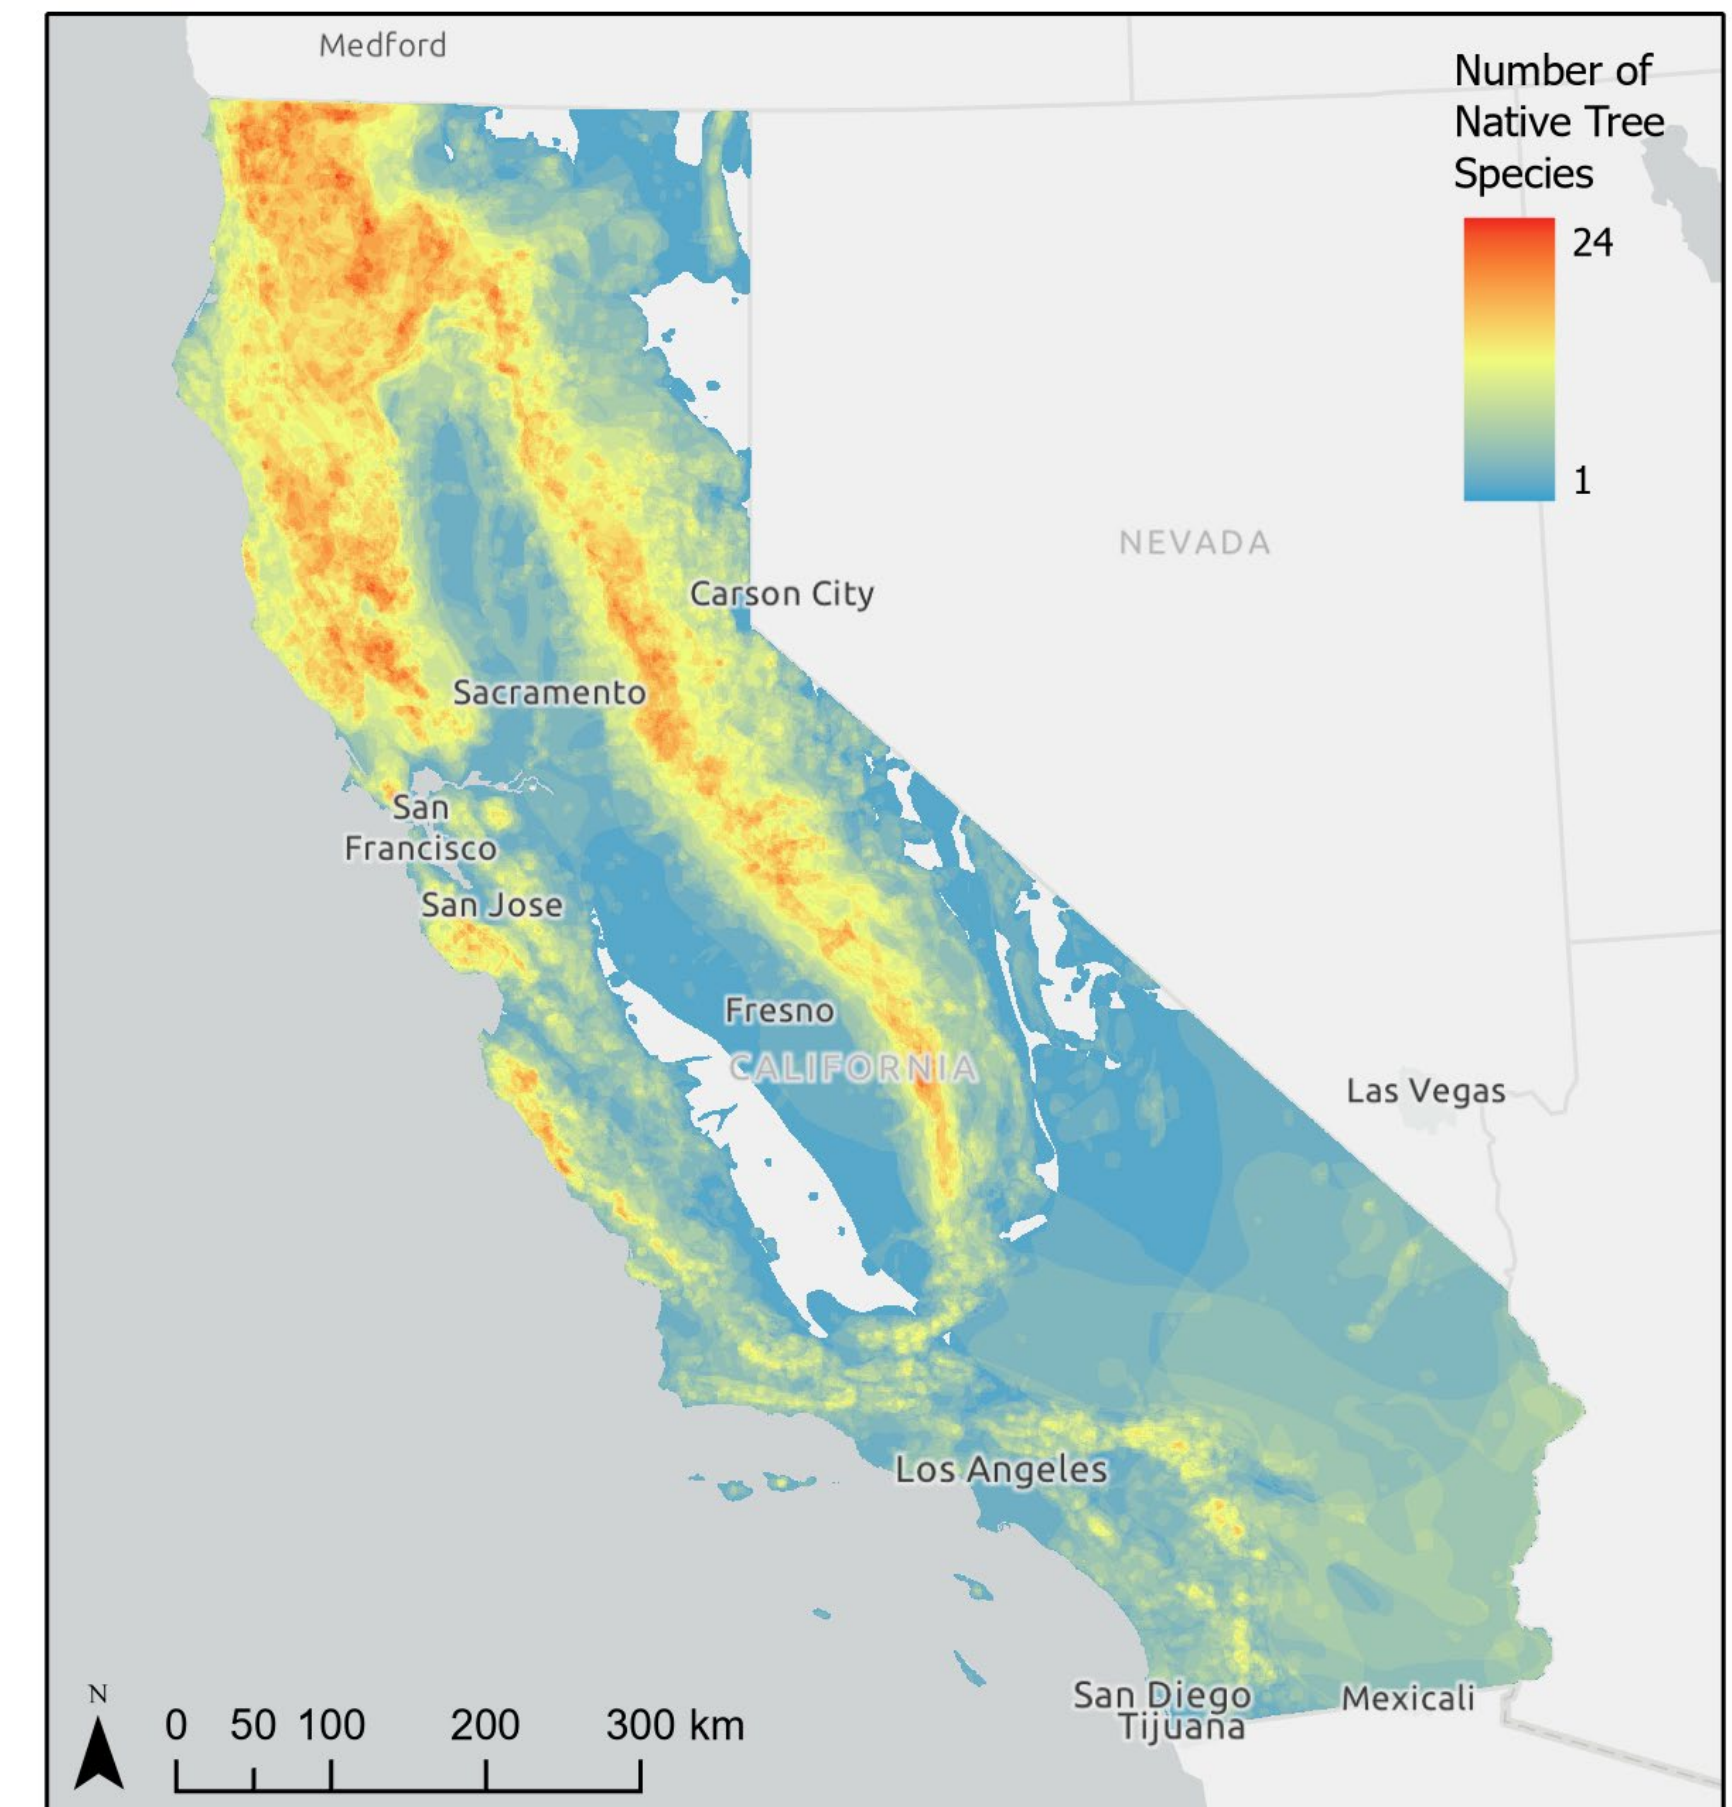 Medford
Number of
Native Tree
Species
24
1
NEVADA
Carson City
Sacramento
San
Francisco
San Jose
Fresno
CALIFORNIA
Las Vegas
Los Angeles
San Diego
Tijuana
Mexicali
N
0 50 100 200 300 km